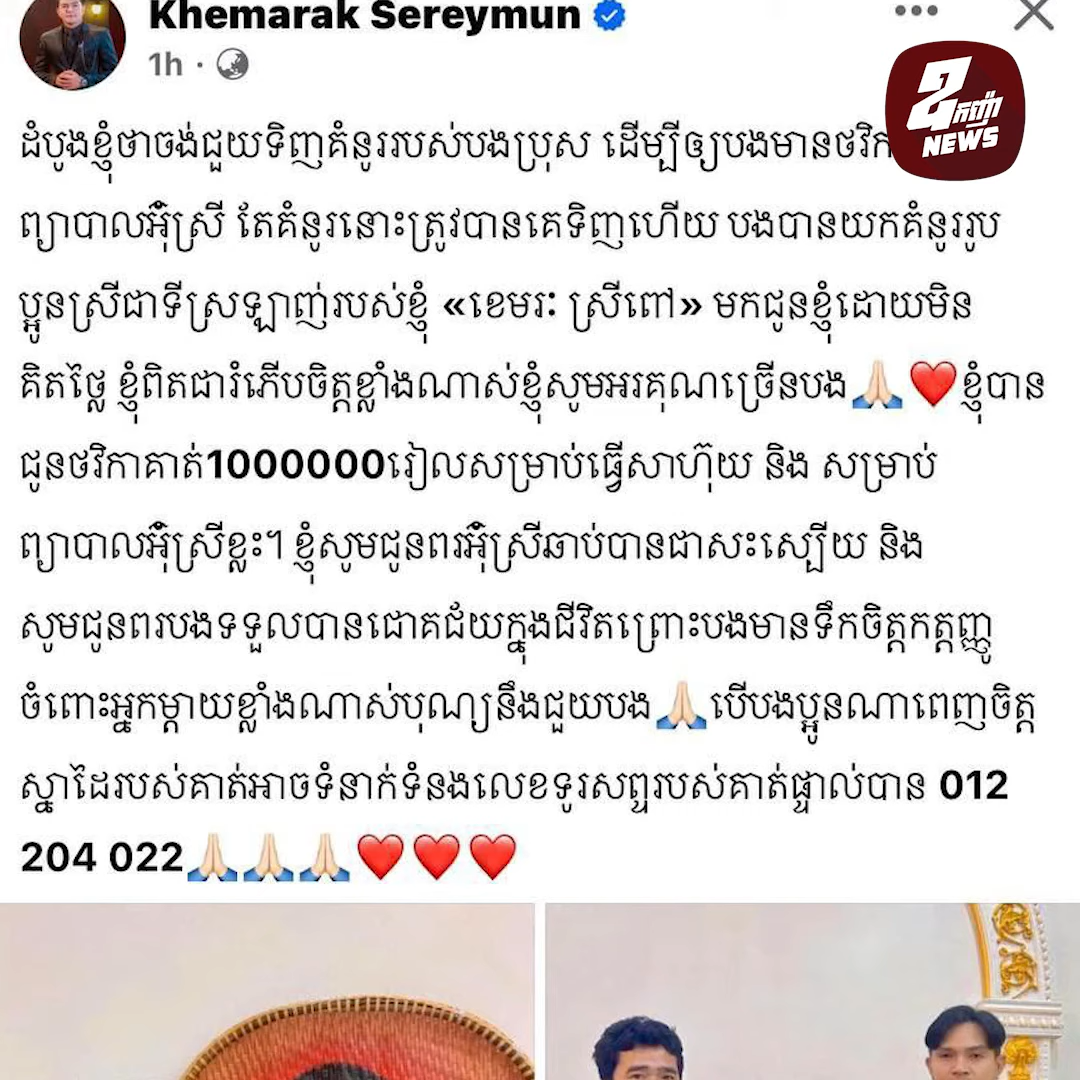 Khemarak Sereymun
1h ·
NEWS
ដំបូងខ្ញុំថាចង់ជួយទិញគំនូររបស់បងប្រុស ដើម្បីឲ្យបងមានថវិកា
ព្យាបាលអ៊ុំស្រី តែគំនូរនោះត្រូវបានគេទិញហើយ បងបានយកគំនូររូប
ប្អូនស្រីជាទីស្រឡាញ់របស់ខ្ញុំ «ខេមរៈ ស្រីពៅ» មកជូនខ្ញុំដោយមិន
គិតថ្លៃ ខ្ញុំពិតជារំភើបចិត្តខ្លាំងណាស់ខ្ញុំសូមអរគុណច្រើនបង🙏🏻❤️ខ្ញុំបាន
ជូនថវិកាគាត់1000000រៀលសម្រាប់ធ្វើសាហ៊ុយ និង សម្រាប់
ព្យាបាលអ៊ុំស្រីខ្លះ។ ខ្ញុំសូមជូនពរអ៊ុំស្រីឆាប់បានជាសះស្បើយ និង
សូមជូនពរបងទទួលបានជោគជ័យក្នុងជីវិតព្រោះបងមានទឹកចិត្តកត្តញ្ញូ
ចំពោះអ្នកម្តាយខ្លាំងណាស់បុណ្យនឹងជួយបង🙏🏻បើបងប្អូនណាពេញចិត្ត
ស្នាដៃរបស់គាត់អាចទំនាក់ទំនងលេខទូរសព្ទរបស់គាត់ផ្ទាល់បាន 012
204 022🙏🏻🙏🏻🙏🏻❤️❤️❤️